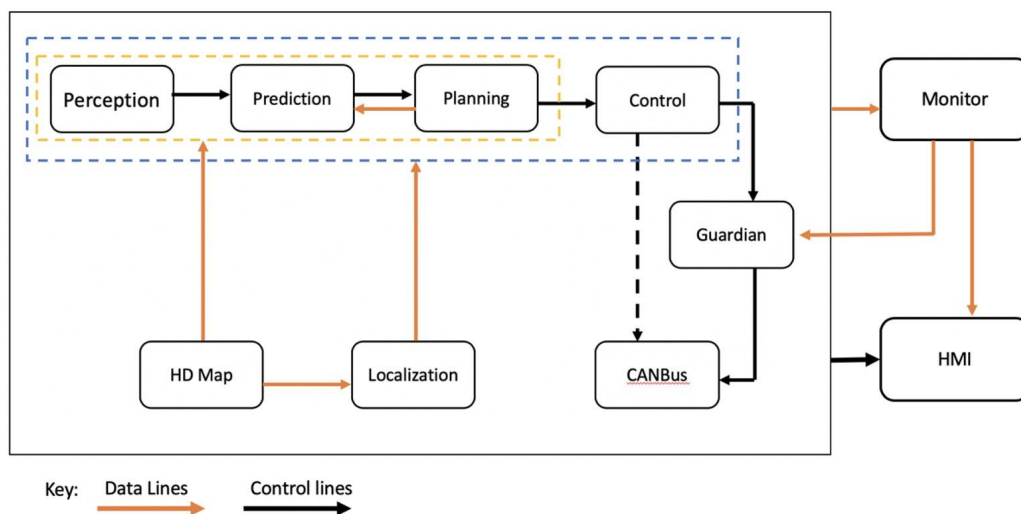 Perception
Prediction
Planning
Control
Monitor
Guardian
HD Map
Localization
CANBus
HMI
Key:
Data Lines
Control lines